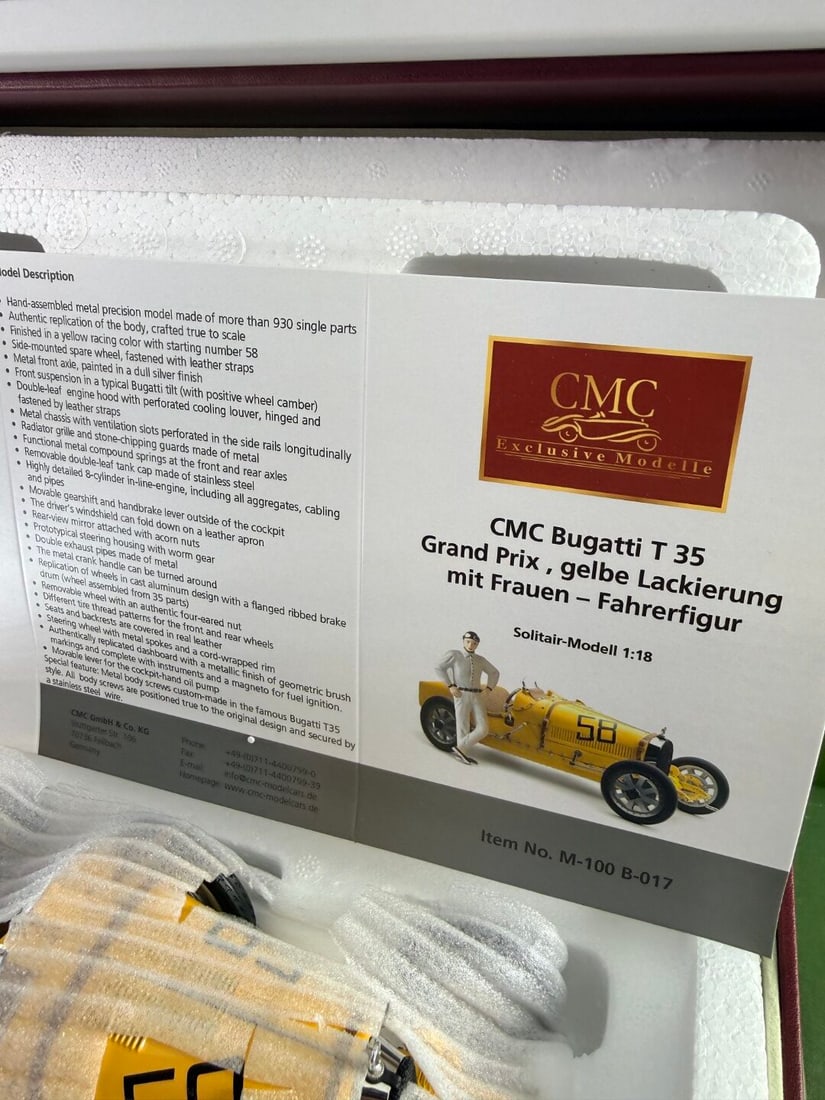 Model Description
• Hand-assembled metal precision model made of more than 930 single parts
• Authentic replication of the body, crafted true to scale
• Finished in a yellow racing color with starting number 58
• Side-mounted spare wheel, fastened with leather straps
• Metal front axle, painted in a dull silver finish
• Front suspension in a typical Bugatti tilt (with positive wheel camber)
• Double-leaf engine hood with perforated cooling louver, hinged and
fastened by leather straps
• Metal chassis with ventilation slots perforated in the side rails longitudinally
• Radiator grille and stone-chipping guards made of metal
• Functional metal compound springs at the front and rear axles
• Removable double-leaf tank cap made of stainless steel
• Highly detailed 8-cylinder in-line-engine, including all aggregates, cabling
and pipes
• Movable gearshift and handbrake lever outside of the cockpit
• The driver's windshield can fold down on a leather apron
• Rear-view mirror attached with acorn nuts
• Prototypical steering housing with worm gear
• Double exhaust pipes made of metal
• The metal crank handle can be turned around
• Replication of wheels in cast aluminum design with a flanged ribbed brake
drum (wheel assembled from 35 parts)
• Removable wheel with an authentic four-eared nut
• Different tire thread patterns for the front and rear wheels
• Seats and backrests are covered in real leather
• Steering wheel with metal spokes and a cord-wrapped rim
• Authentically replicated dashboard with a metallic finish of geometric brush
markings and complete with instruments and a magneto for fuel ignition.
• Movable lever for the cockpit-hand oil pump
Special feature: Metal body screws custom-made in the famous Bugatti T35
style. All body screws are positioned true to the original design and secured by
a stainless steel wire.
CMC GmbH & Co. KG
Stuttgarter Str. 106
70736 Fellbach
Germany
Phone: +49-(0)711-4400799-0
Fax: +49-(0)711-4400799-39
E-mail: info@cmc-modelcars.de
Homepage: www.cmc-modelcars.de
CMC
Exclusive Modelle
CMC Bugatti T 35
Grand Prix , gelbe Lackierung
mit Frauen – Fahrerfigur
Solitair-Modell 1:18
58
Item No. M-100 B-017
58